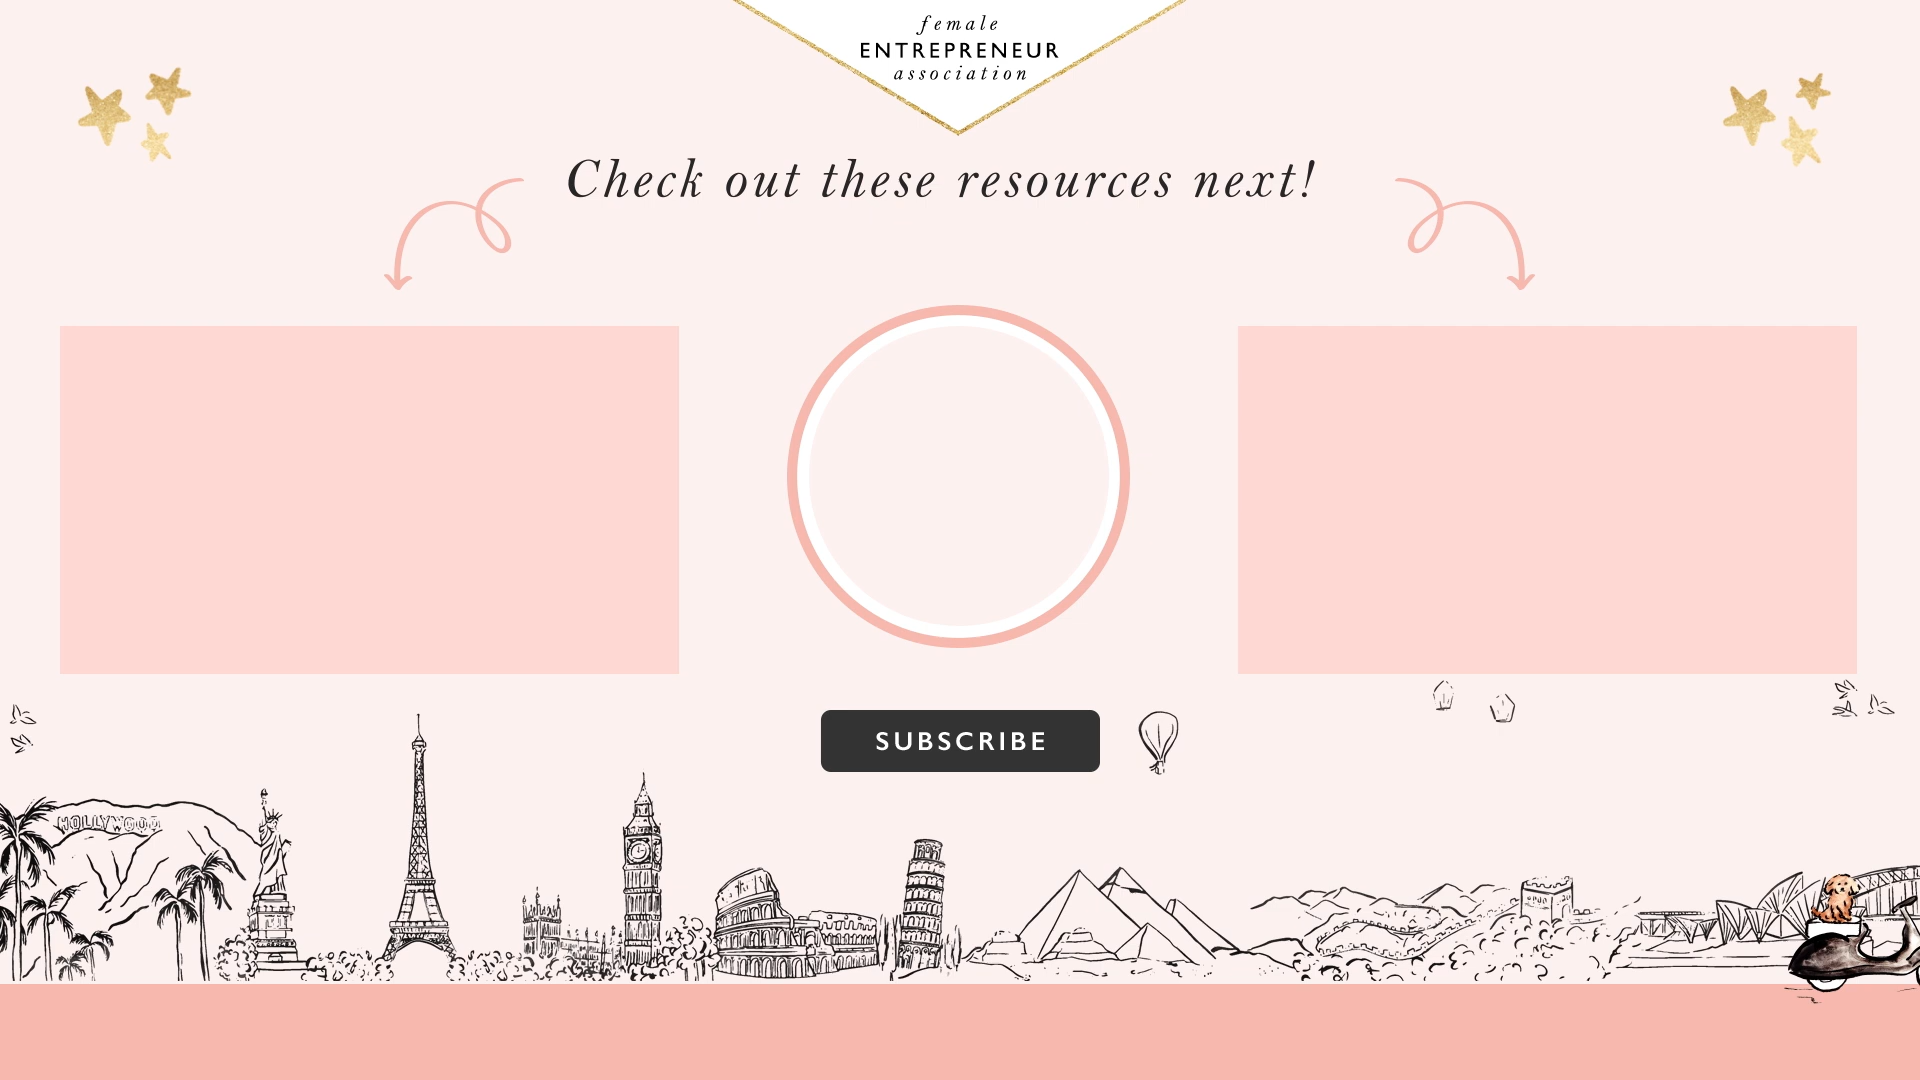 female
ENTREPRENEUR
association
Check out these resources next!
SUBSCRIBE
HOLLYWOOD